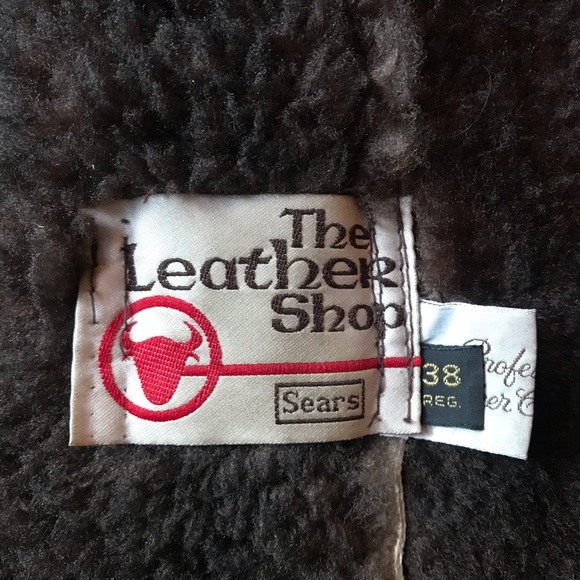 The
Leather
Shop
Sears
38
REG.